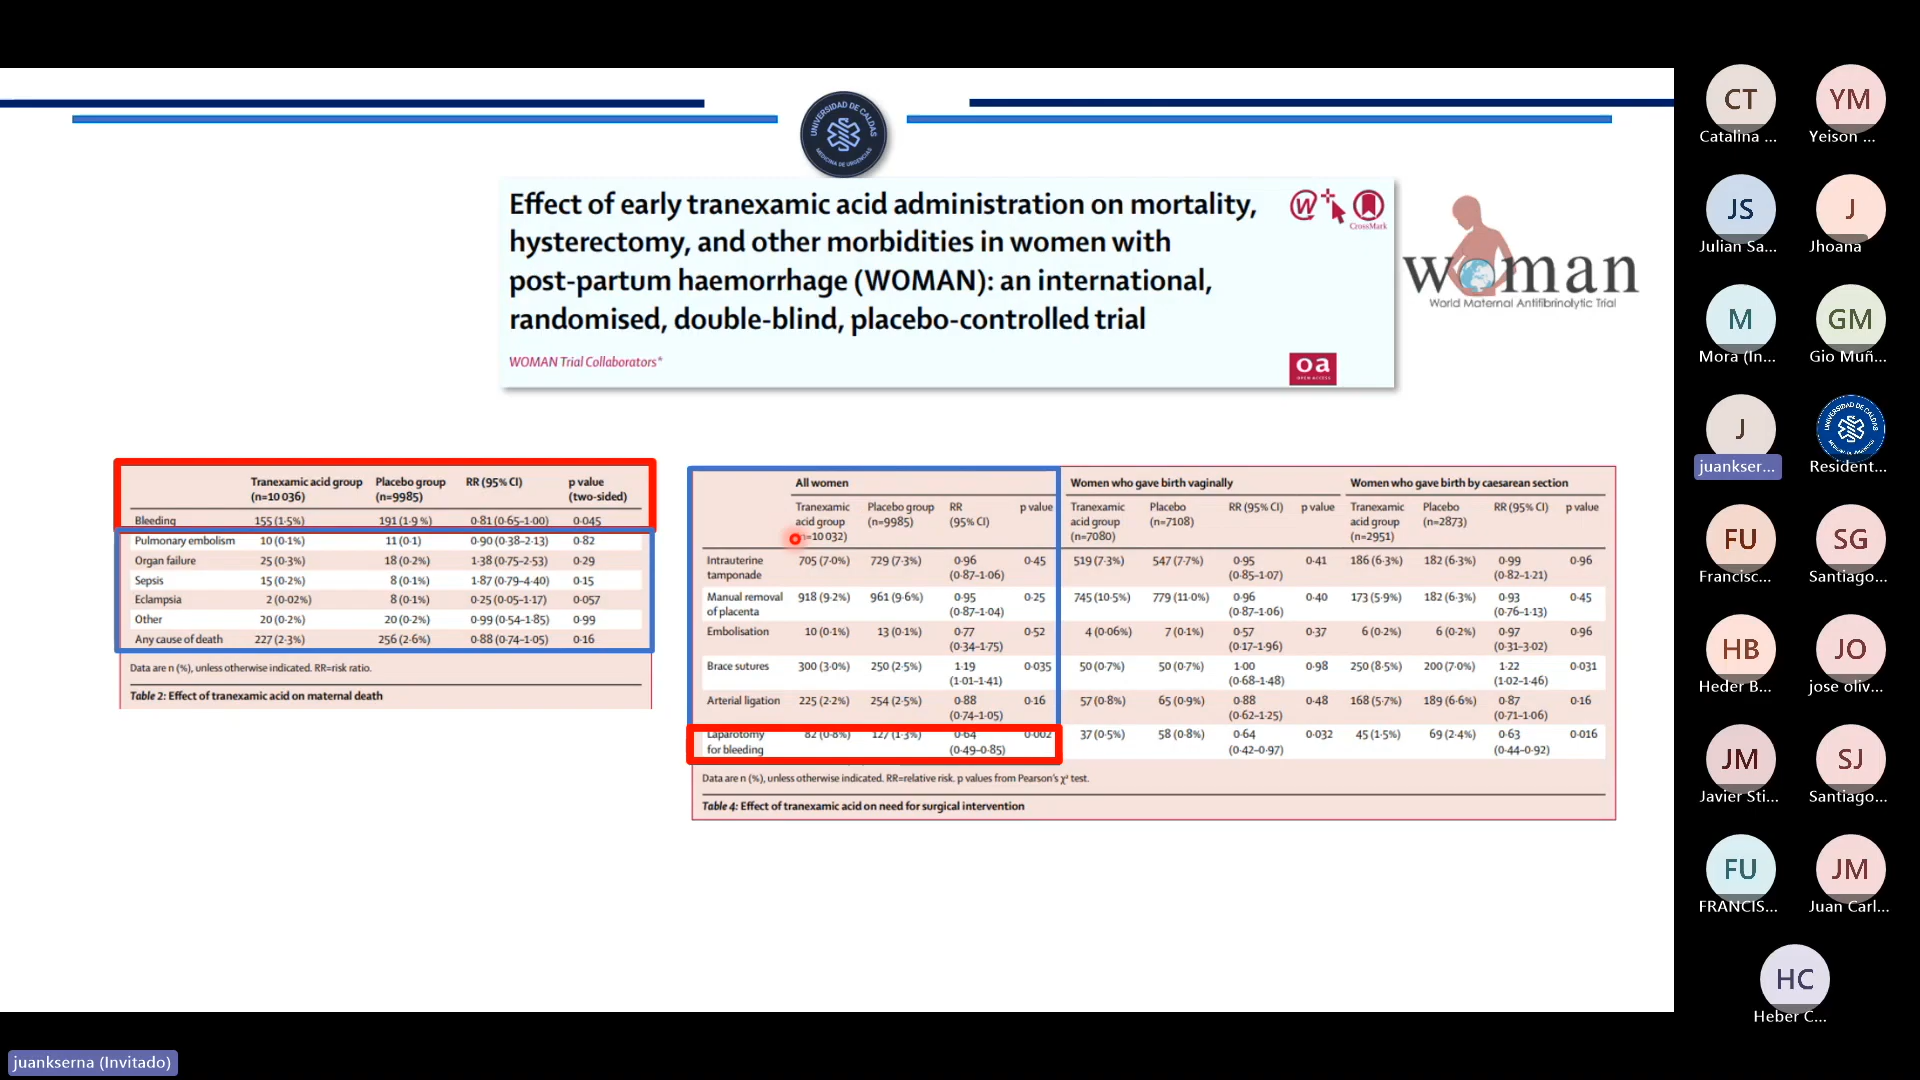 UNIVERSIDAD DE CALDAS
MEDICINA DE URGENCIAS
Effect of early tranexamic acid administration on mortality,
hysterectomy, and other morbidities in women with
post-partum haemorrhage (WOMAN): an international,
randomised, double-blind, placebo-controlled trial
WOMAN Trial Collaborators*
CrossMark
oa
OPEN ACCESS
woman
World Maternal Antifibrinolytic Trial
Tranexamic acid group (n=10 036) Placebo group (n=9985) RR (95% CI) p value (two-sided)
Bleeding 155 (1·5%) 191 (1·9 %) 0·81 (0·65–1·00) 0·045
Pulmonary embolism 10 (0·1%) 11 (0·1) 0·90 (0·38–2·13) 0·82
Organ failure 25 (0·3%) 18 (0·2%) 1·38 (0·75–2·53) 0·29
Sepsis 15 (0·2%) 8 (0·1%) 1·87 (0·79–4·40) 0·15
Eclampsia 2 (0·02%) 8 (0·1%) 0·25 (0·05–1·17) 0·057
Other 20 (0·2%) 20 (0·2%) 0·99 (0·54–1·85) 0·99
Any cause of death 227 (2·3%) 256 (2·6%) 0·88 (0·74–1·05) 0·16
Data are n (%), unless otherwise indicated. RR=risk ratio.
Table 2: Effect of tranexamic acid on maternal death
All women Women who gave birth vaginally Women who gave birth by caesarean section
Tranexamic acid group (n=10 032) Placebo group (n=9985) RR (95% CI) p value Tranexamic acid group (n=7080) Placebo (n=7108) RR (95% CI) p value Tranexamic acid group (n=2951) Placebo (n=2873) RR (95% CI) p value
Intrauterine tamponade 705 (7·0%) 729 (7·3%) 0·96 (0·87–1·06) 0·45 519 (7·3%) 547 (7·7%) 0·95 (0·85–1·07) 0·41 186 (6·3%) 182 (6·3%) 0·99 (0·82–1·21) 0·96
Manual removal of placenta 918 (9·2%) 961 (9·6%) 0·95 (0·87–1·04) 0·25 745 (10·5%) 779 (11·0%) 0·96 (0·87–1·06) 0·40 173 (5·9%) 182 (6·3%) 0·93 (0·76–1·13) 0·45
Embolisation 10 (0·1%) 13 (0·1%) 0·77 (0·34–1·75) 0·52 4 (0·06%) 7 (0·1%) 0·57 (0·17–1·96) 0·37 6 (0·2%) 6 (0·2%) 0·97 (0·31–3·02) 0·96
Brace sutures 300 (3·0%) 250 (2·5%) 1·19 (1·01–1·41) 0·035 50 (0·7%) 50 (0·7%) 1·00 (0·68–1·48) 0·98 250 (8·5%) 200 (7·0%) 1·22 (1·02–1·46) 0·031
Arterial ligation 225 (2·2%) 254 (2·5%) 0·88 (0·74–1·05) 0·16 57 (0·8%) 65 (0·9%) 0·88 (0·62–1·25) 0·48 168 (5·7%) 189 (6·6%) 0·87 (0·71–1·06) 0·16
Laparotomy for bleeding 82 (0·8%) 127 (1·3%) 0·64 (0·49–0·85) 0·002 37 (0·5%) 58 (0·8%) 0·64 (0·42–0·97) 0·032 45 (1·5%) 69 (2·4%) 0·63 (0·44–0·92) 0·016
Data are n (%), unless otherwise indicated. RR=relative risk. p values from Pearson's χ² test.
Table 4: Effect of tranexamic acid on need for surgical intervention
CT YM
Catalina ... Yeison ...
JS J
Julian Sa... Jhoana
M GM
Mora (In... Gio Muñ...
J
juankser... Resident...
FU SG
Francisc... Santiago...
HB JO
Heder B... jose oliv...
JM SJ
Javier Sti... Santiago...
FU JM
FRANCIS... Juan Carl...
HC
Heber C...
juankserna (Invitado)